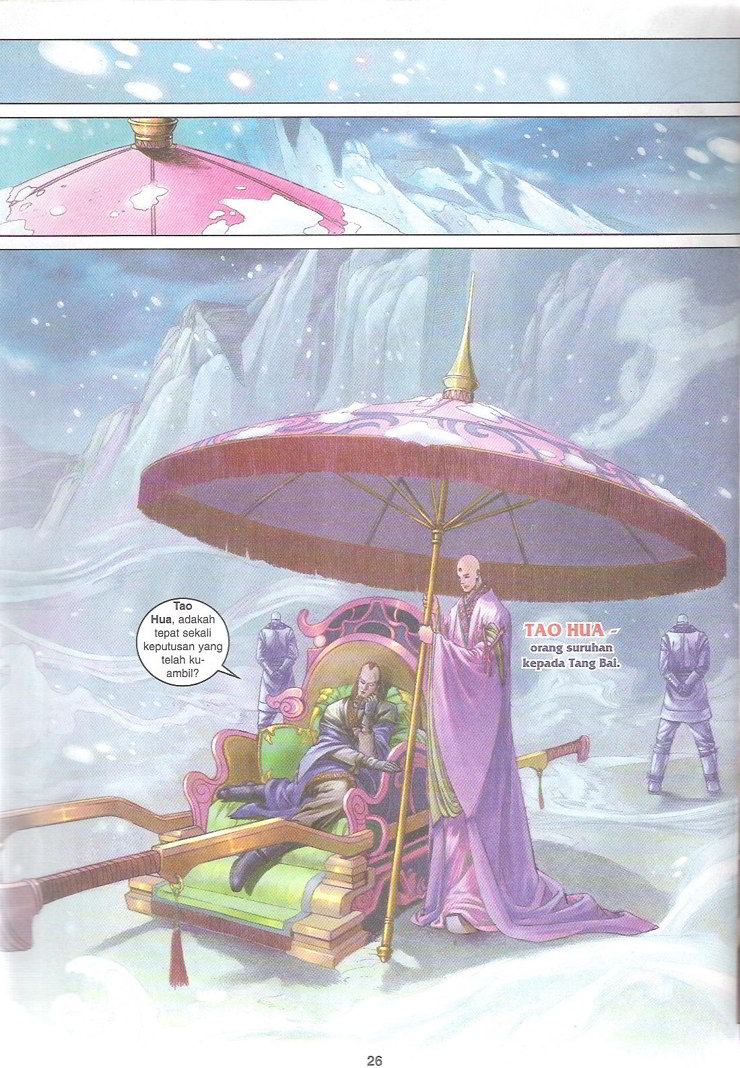 Tao
Hua, adakah
tepat sekali
keputusan yang
telah ku-
ambil?
TAO HUA –
orang suruhan
kepada Tang Bai.
26